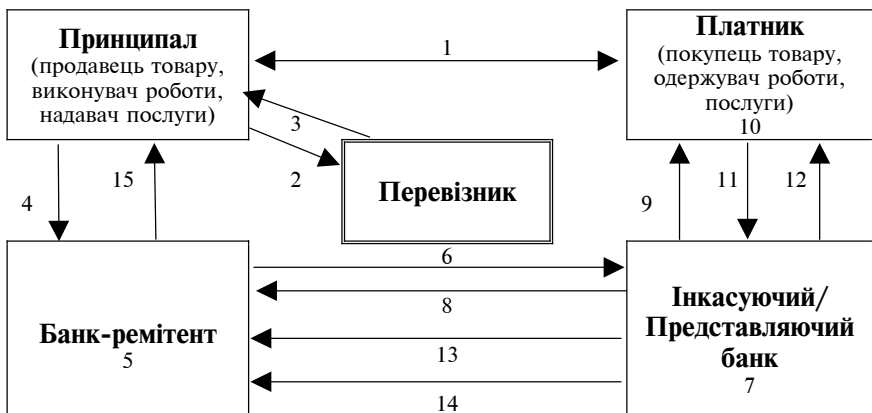 Принципал
(продавець товару,
виконувач роботи,
надавач послуги)
1
Платник
(покупець товару,
одержувач роботи,
послуги)
10
3
2
Перевізник
4
15
9
11
12
6
8
13
14
Банк-ремітент
5
Інкасуючий/
Представляючий
банк
7